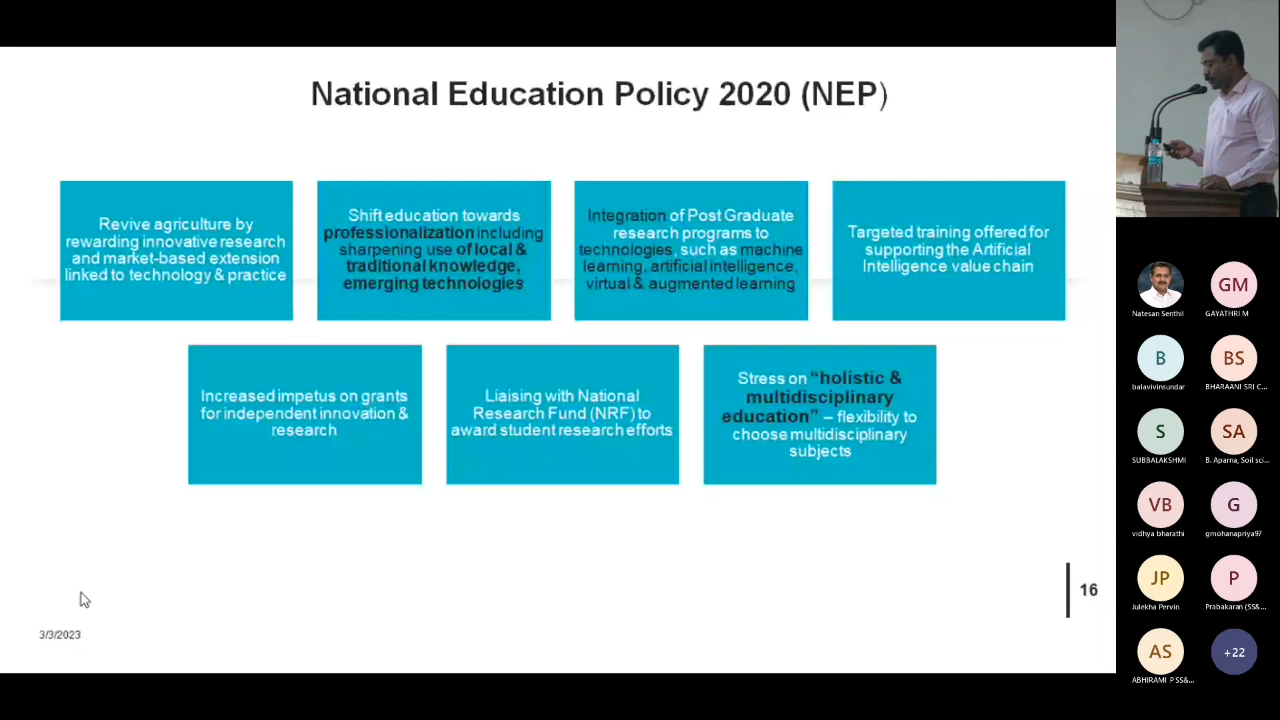 National Education Policy 2020 (NEP)
Revive agriculture by
rewarding innovative research
and market-based extension
linked to technology & practice
Shift education towards
professionalization including
sharpening use of local &
traditional knowledge,
emerging technologies
Integration of Post Graduate
research programs to
technologies, such as machine
learning, artificial intelligence,
virtual & augmented learning
Targeted training offered for
supporting the Artificial
Intelligence value chain
Increased impetus on grants
for independent innovation &
research
Liaising with National
Research Fund (NRF) to
award student research efforts
Stress on “holistic &
multidisciplinary
education” – flexibility to
choose multidisciplinary
subjects
16
3/3/2023
Natesan Senthil
GM
GAYATHRI M
B
balavivinsundar
BS
BHARAANI SRI C...
S
SUBBALAKSHMI
SA
B. Aparna, Soil sci...
VB
vidhya bharathi
G
gmohanapriya97
JP
Julekha Pervin
P
Prabakaran (SS&...
AS
ABHIRAMI P SS&...
+22